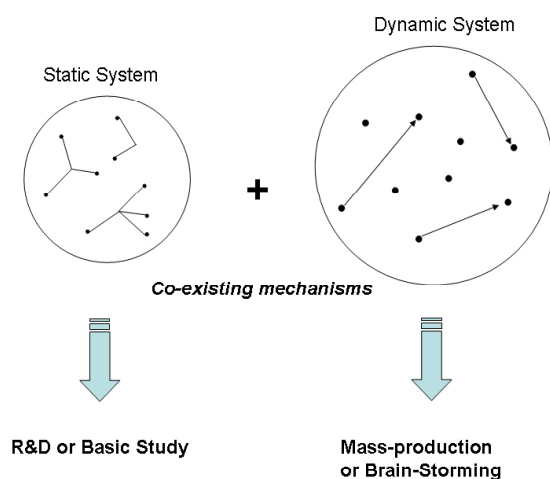 Dynamic System
Static System
+
Co-existing mechanisms
R&D or Basic Study
Mass-production
or Brain-Storming